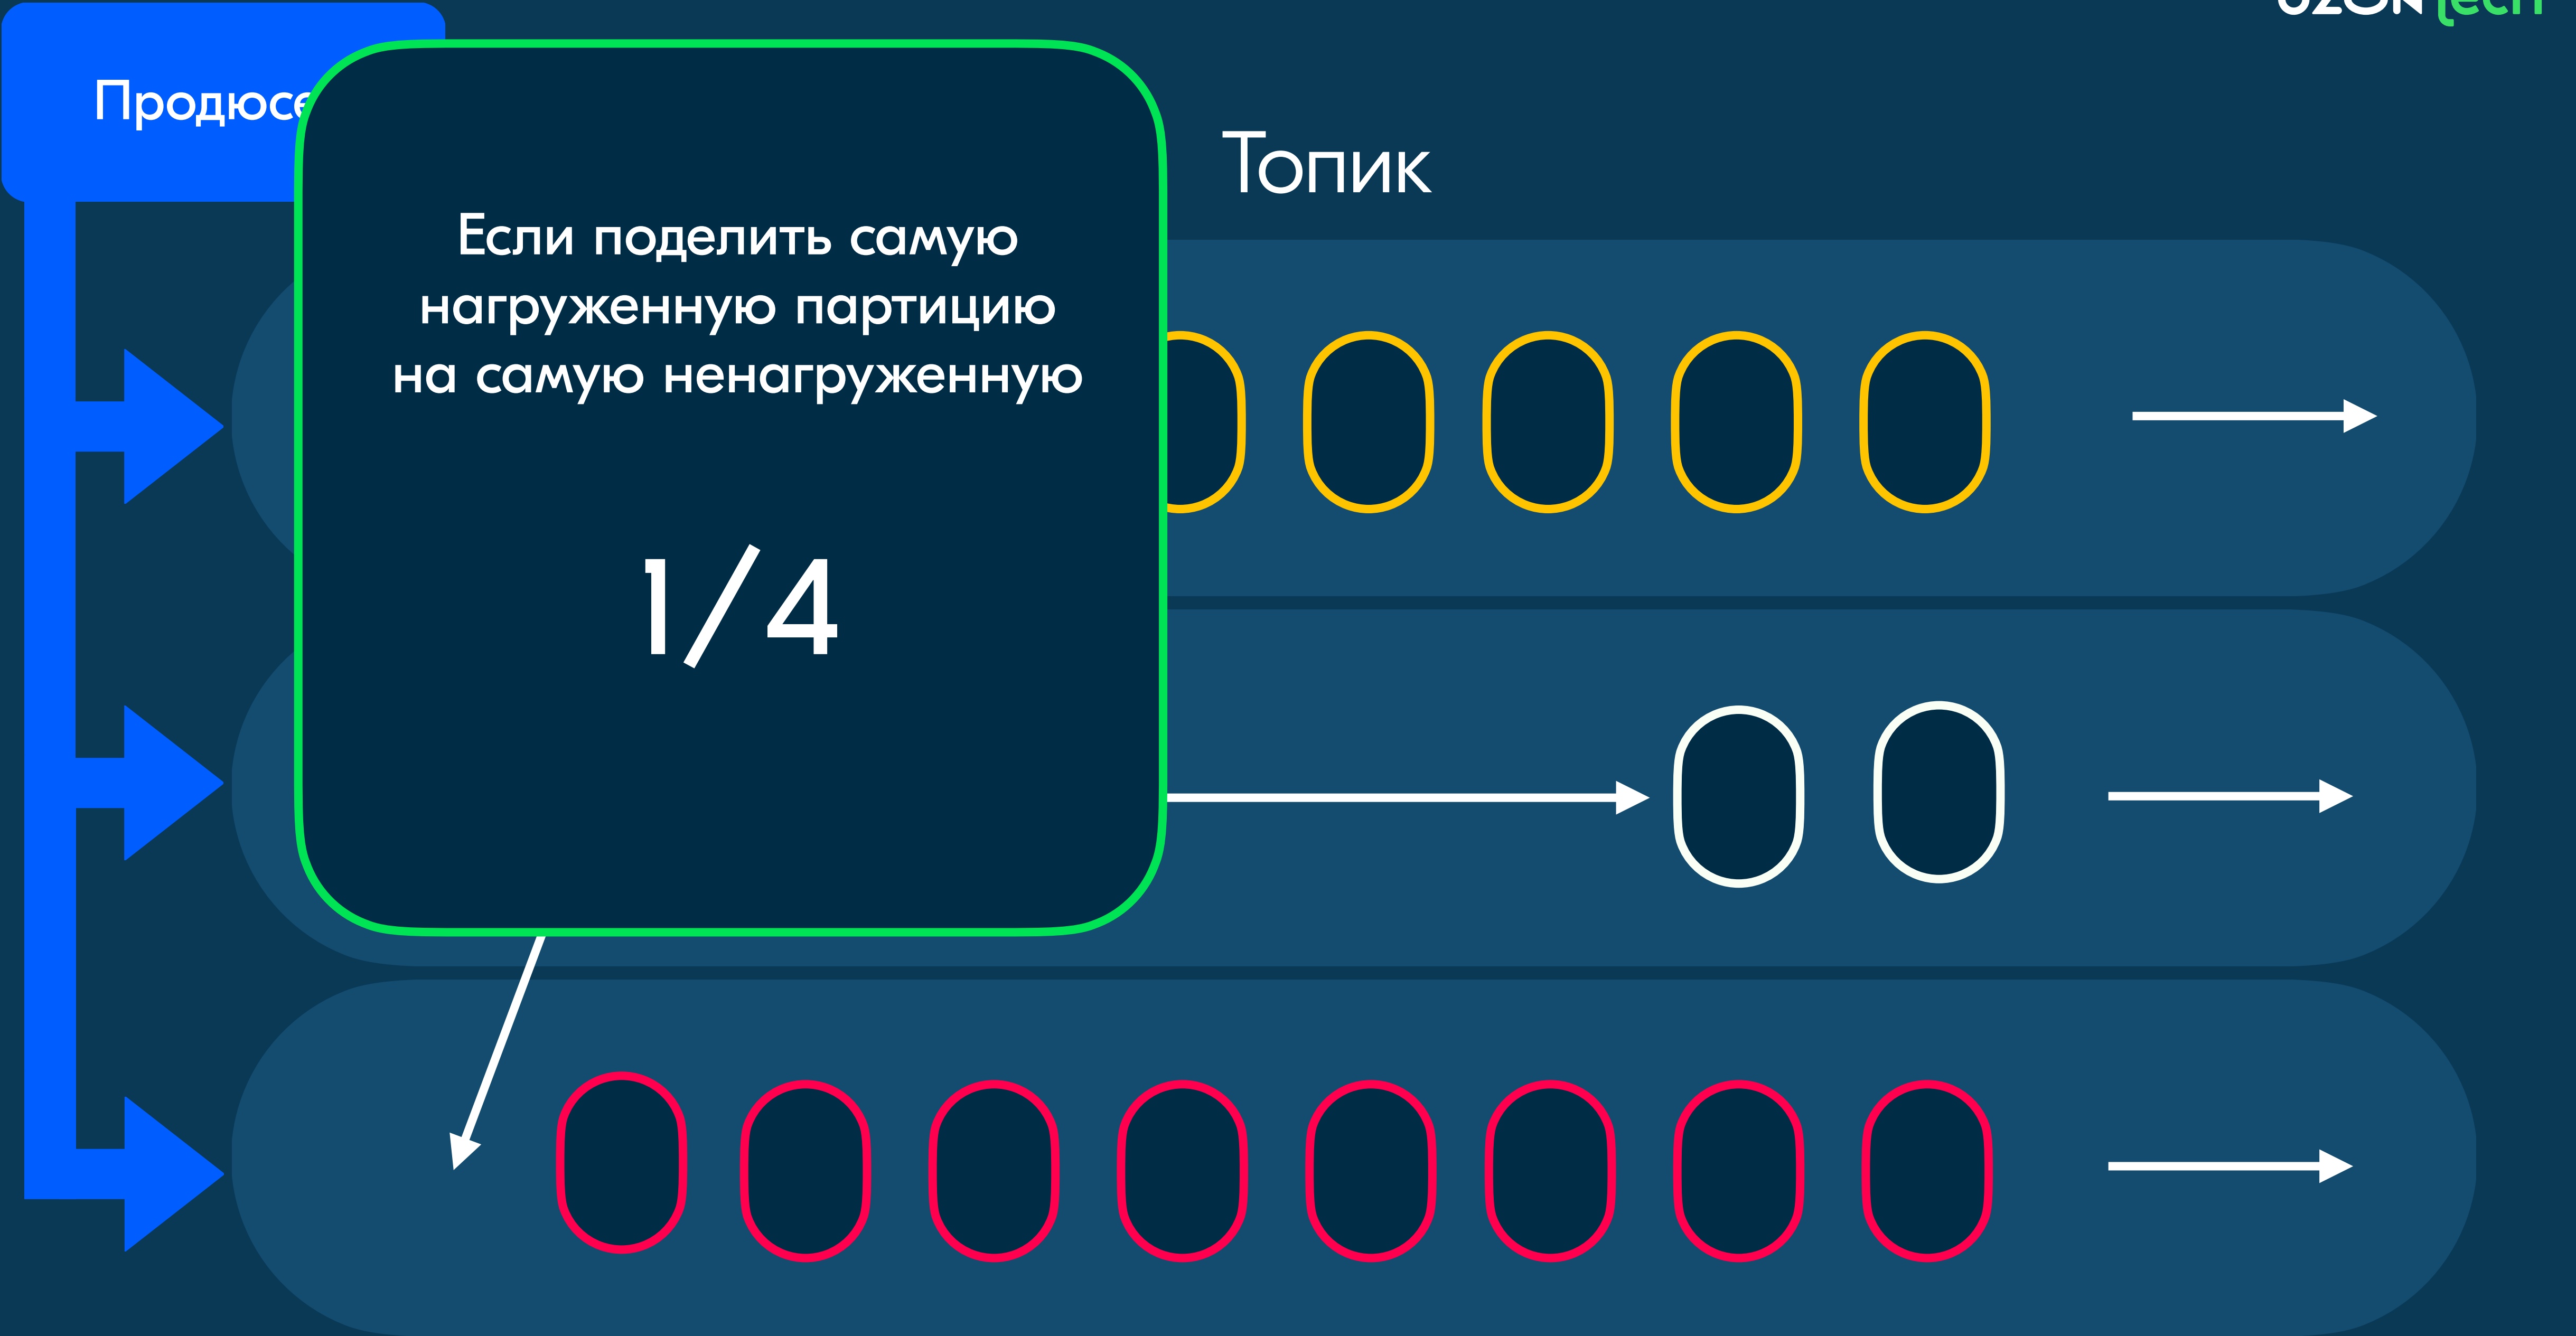 Продюсе
Топик
Если поделить самую
нагруженную партицию
на самую ненагруженную
1/4